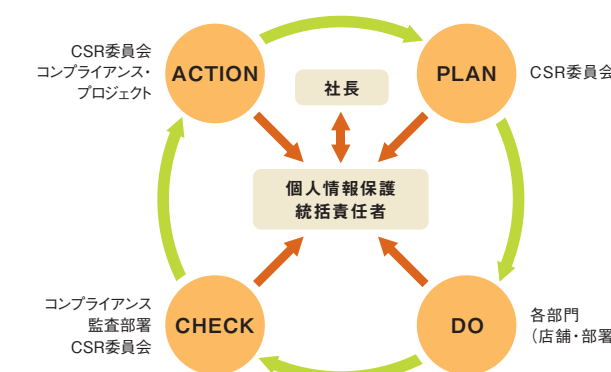 CSR委員会
コンプライアンス・
プロジェクト
ACTION
社長
PLAN
CSR委員会
個人情報保護
統括責任者
コンプライアンス
監査部署
CSR委員会
CHECK
DO
各部門
（店舗・部署